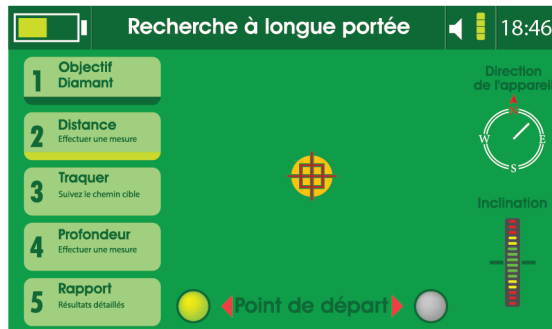 Recherche à longue portée
18:46
1
Objectif
Diamant
2
Distance
Effectuer une mesure
3
Traquer
Suivez le chemin cible
4
Profondeur
Effectuer une mesure
5
Rapport
Résultats détaillés
Point de départ
Direction
de l'appareil
N
W
E
S
Inclination